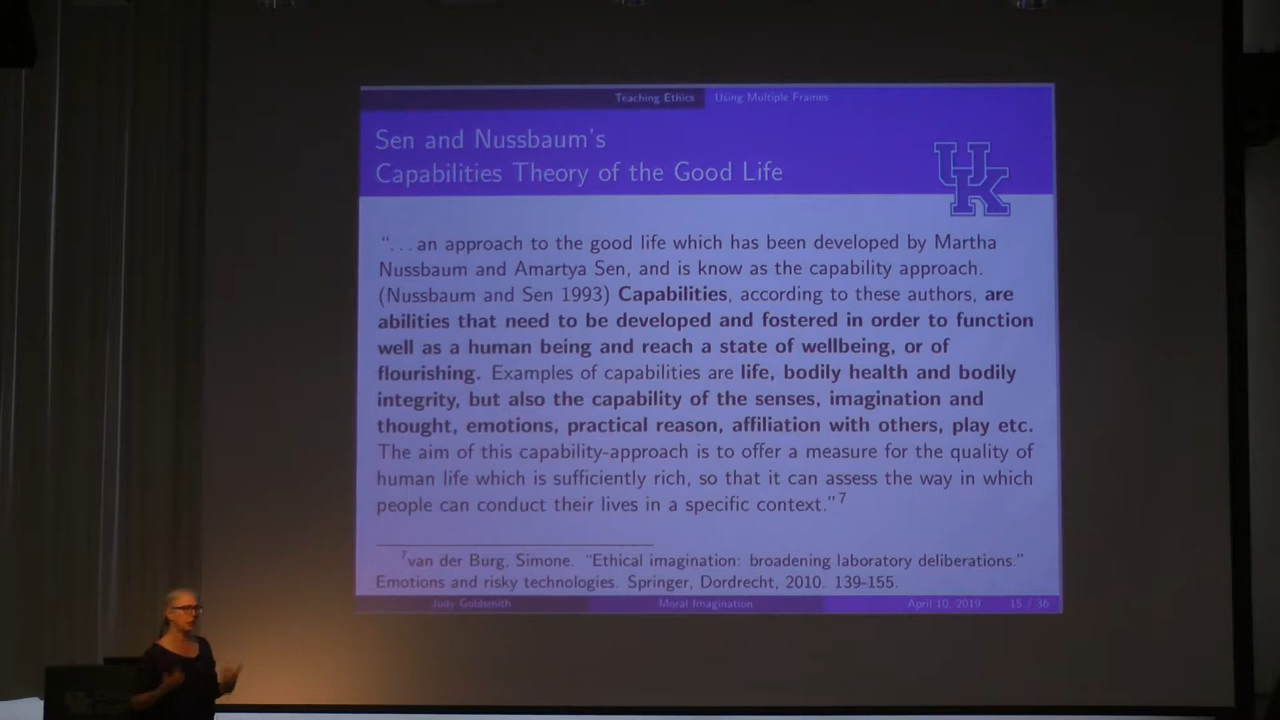 Teaching Ethics Using Multiple Frames
Sen and Nussbaum's
Capabilities Theory of the Good Life
UK
“...an approach to the good life which has been developed by Martha
Nussbaum and Amartya Sen, and is know as the capability approach.
(Nussbaum and Sen 1993) Capabilities, according to these authors, are
abilities that need to be developed and fostered in order to function
well as a human being and reach a state of wellbeing, or of
flourishing. Examples of capabilities are life, bodily health and bodily
integrity, but also the capability of the senses, imagination and
thought, emotions, practical reason, affiliation with others, play etc.
The aim of this capability-approach is to offer a measure for the quality of
human life which is sufficiently rich, so that it can assess the way in which
people can conduct their lives in a specific context.”7
7van der Burg, Simone. “Ethical imagination: broadening laboratory deliberations.”
Emotions and risky technologies. Springer, Dordrecht, 2010. 139-155.
Judy Goldsmith Moral Imagination April 10, 2019 15 / 36